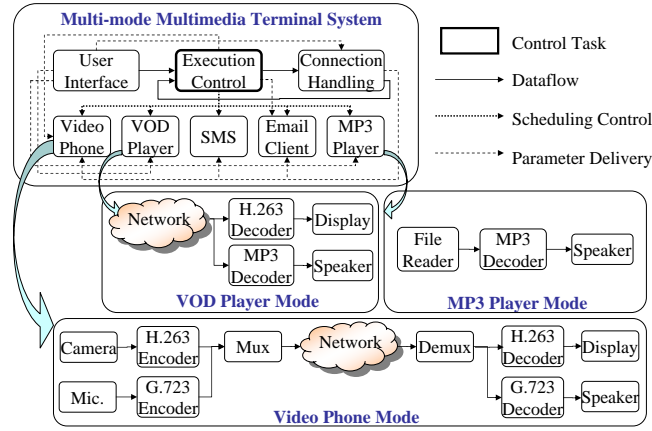 Multi-mode Multimedia Terminal System
User
Interface
Execution
Control
Connection
Handling
Video
Phone
VOD
Player
SMS
Email
Client
MP3
Player
Control Task
Dataflow
Scheduling Control
Parameter Delivery
Network
H.263
Decoder
Display
MP3
Decoder
Speaker
VOD Player Mode
File
Reader
MP3
Decoder
Speaker
MP3 Player Mode
Camera
H.263
Encoder
Mic.
G.723
Encoder
Mux
Network
Demux
H.263
Decoder
Display
G.723
Decoder
Speaker
Video Phone Mode